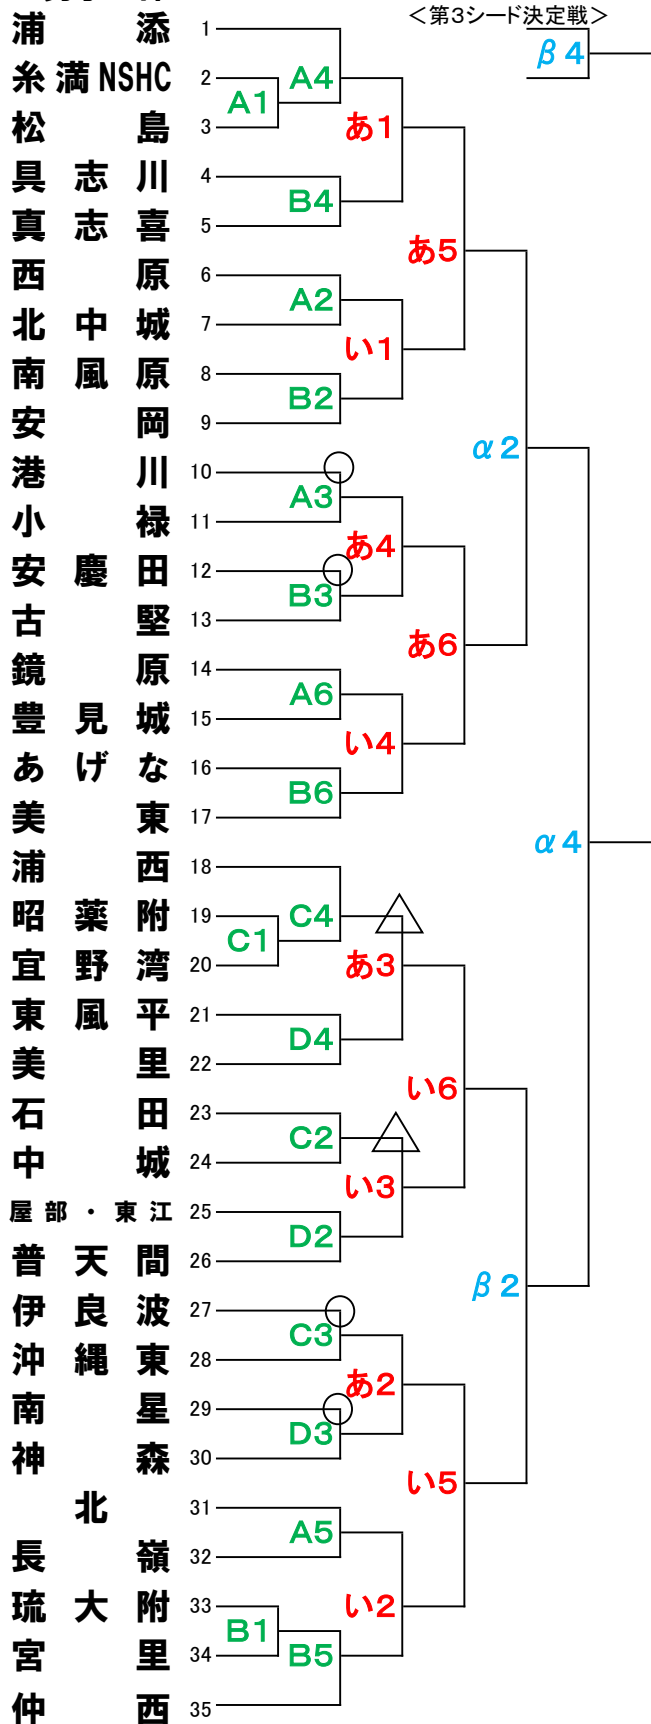 ＜第３シード決定戦＞
浦添 1
糸満NSHC 2
松島 3
具志川 4
真志喜 5
西原 6
北中城 7
南風原 8
安岡 9
港川 10
小禄 11
安慶田 12
古堅 13
鏡原 14
豊見城 15
あげな 16
美東 17
浦西 18
昭薬附 19
宜野湾 20
東風平 21
美里 22
石田 23
中城 24
屋部・東江 25
普天間 26
伊良波 27
沖縄東 28
南星 29
神森 30
北 31
長嶺 32
琉大附 33
宮里 34
仲西 35
A1
C1
B1
A4
B4
A2
B2
A3
B3
A6
B6
C4
D4
C2
D2
C3
D3
A5
B5
あ1
い1
あ4
い4
あ3
い3
あ2
い2
あ5
あ6
い6
い5
α2
β2
α4
β4